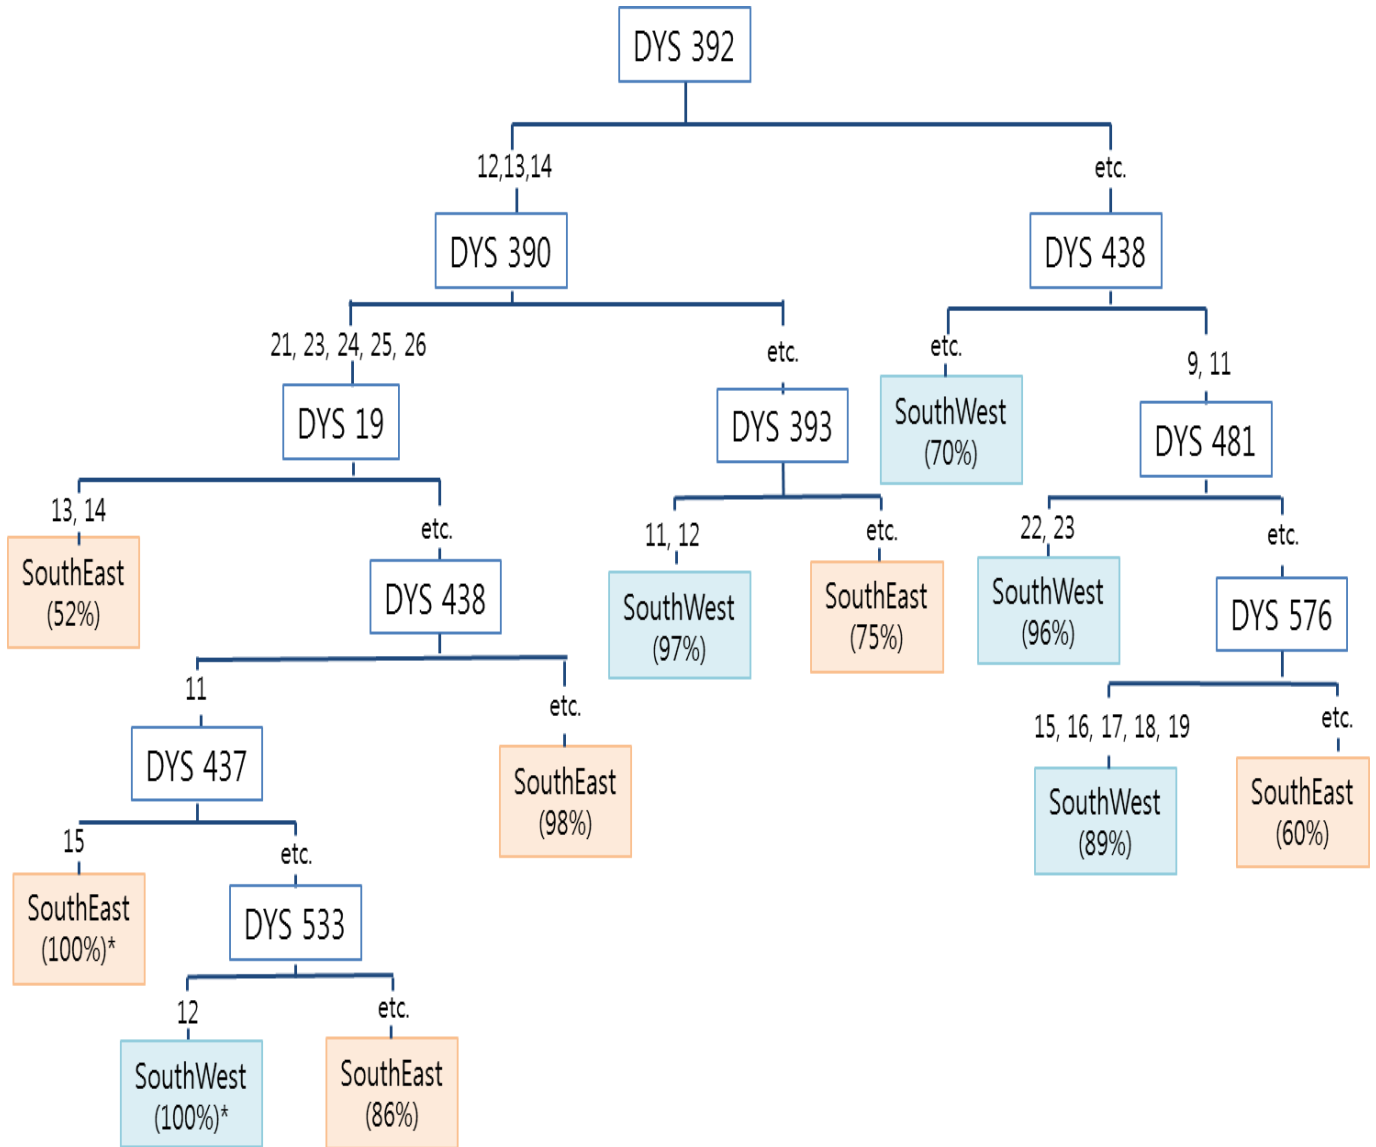 DYS 392
12,13,14
etc.
DYS 390
DYS 438
21, 23, 24, 25, 26
etc.
etc.
9, 11
DYS 19
DYS 393
SouthWest
(70%)
DYS 481
13, 14
etc.
11, 12
etc.
22, 23
etc.
SouthEast
(52%)
DYS 438
SouthWest
(97%)
SouthEast
(75%)
SouthWest
(96%)
DYS 576
11
etc.
15, 16, 17, 18, 19
etc.
DYS 437
SouthEast
(98%)
SouthWest
(89%)
SouthEast
(60%)
15
etc.
SouthEast
(100%)*
DYS 533
12
etc.
SouthWest
(100%)*
SouthEast
(86%)